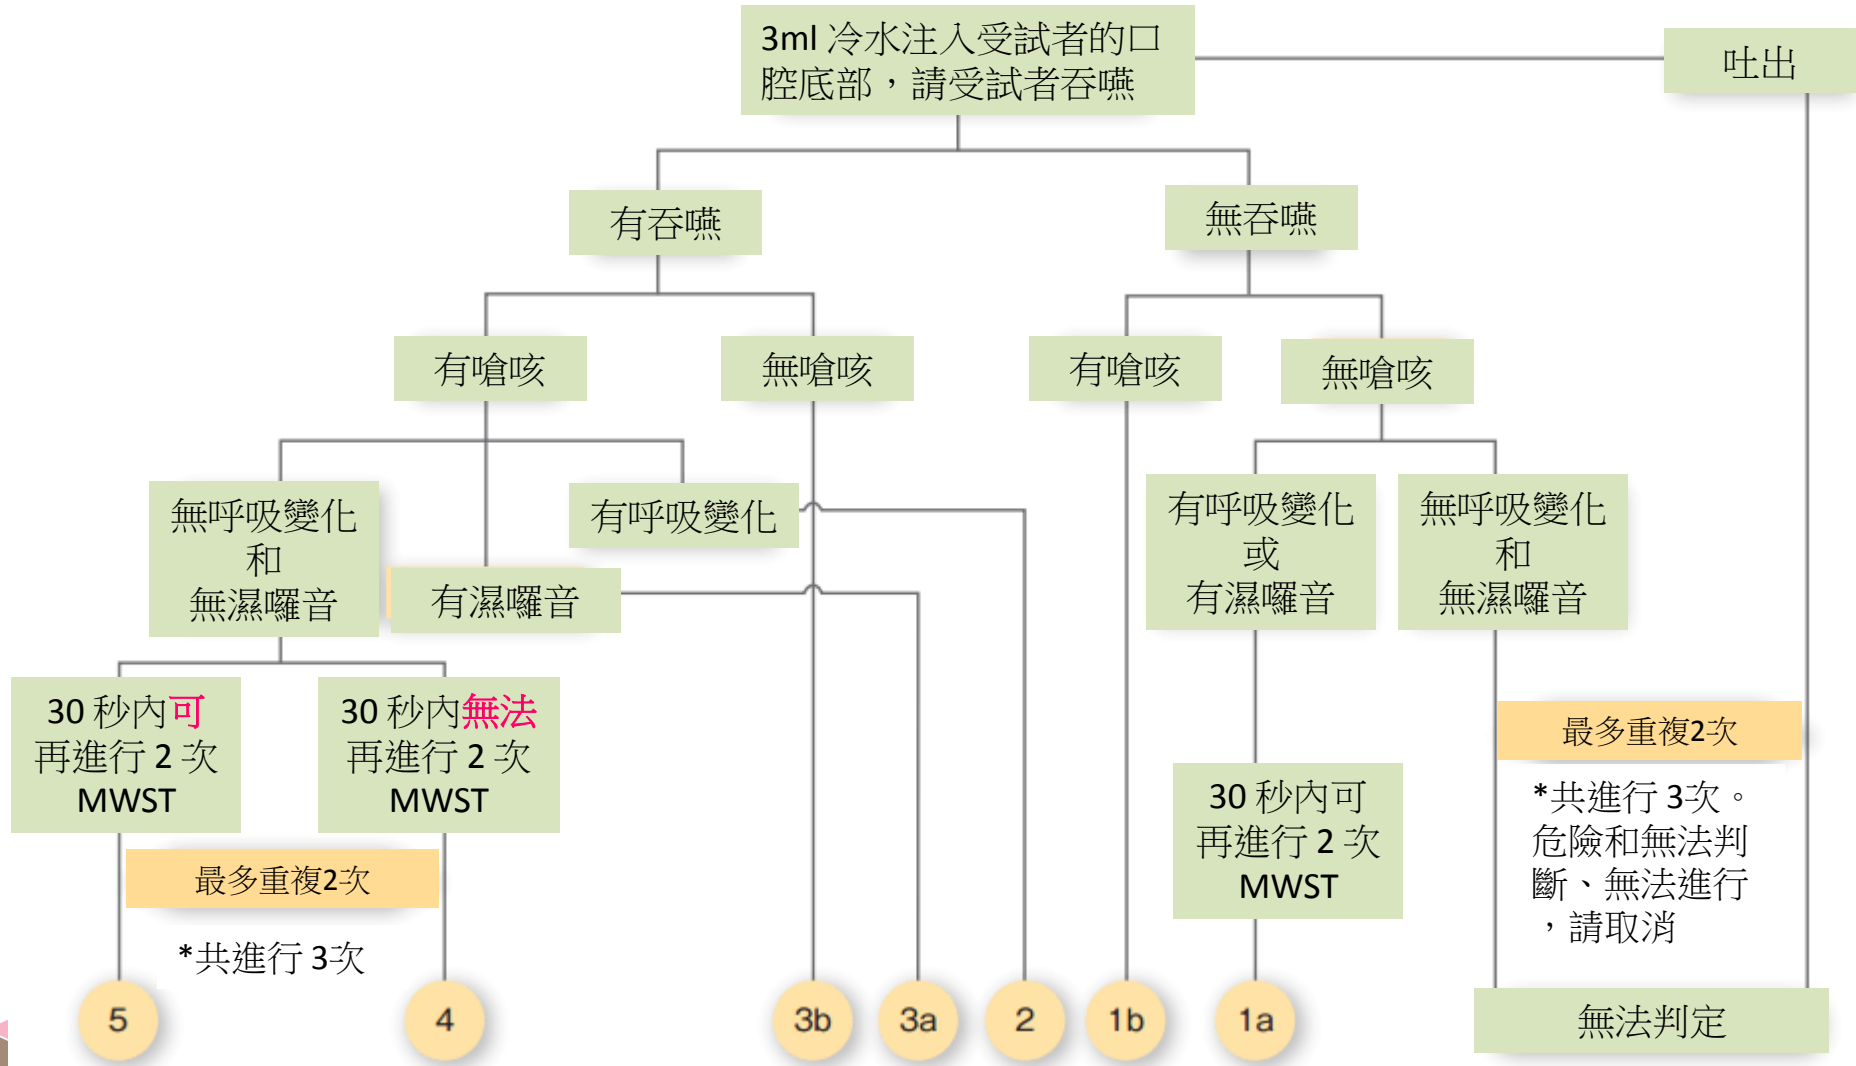 3ml 冷水注入受試者的口
腔底部，請受試者吞嚥
吐出
有吞嚥
無吞嚥
有嗆咳
無嗆咳
有嗆咳
無嗆咳
無呼吸變化
和
無濕囉音
有濕囉音
有呼吸變化
有呼吸變化
或
有濕囉音
無呼吸變化
和
無濕囉音
30 秒內可
再進行 2 次
MWST
30 秒內無法
再進行 2 次
MWST
最多重複2次
*共進行 3次
30 秒內可
再進行 2 次
MWST
最多重複2次
*共進行 3次。
危險和無法判
斷、無法進行
，請取消
5
4
3b
3a
2
1b
1a
無法判定